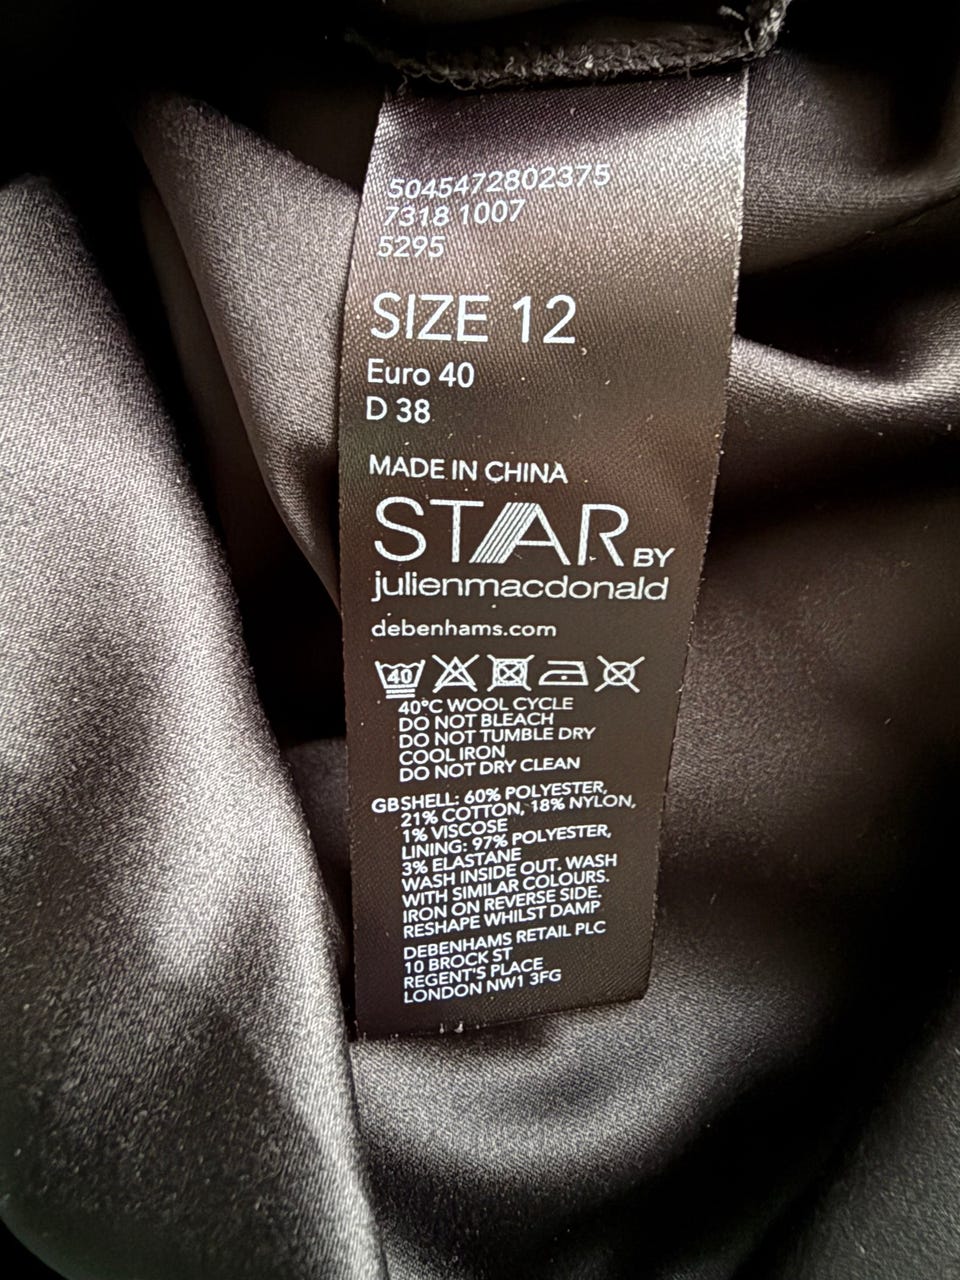 5045472802375
7318 1007
5295
SIZE 12
Euro 40
D 38
MADE IN CHINA
STAR BY
julienmacdonald
debenhams.com
40
40°C WOOL CYCLE
DO NOT BLEACH
DO NOT TUMBLE DRY
COOL IRON
DO NOT DRY CLEAN
GB SHELL: 60% POLYESTER,
21% COTTON, 18% NYLON,
1% VISCOSE
LINING: 97% POLYESTER,
3% ELASTANE
WASH INSIDE OUT. WASH
WITH SIMILAR COLOURS.
IRON ON REVERSE SIDE.
RESHAPE WHILST DAMP
DEBENHAMS RETAIL PLC
10 BROCK ST
REGENT'S PLACE
LONDON NW1 3FG